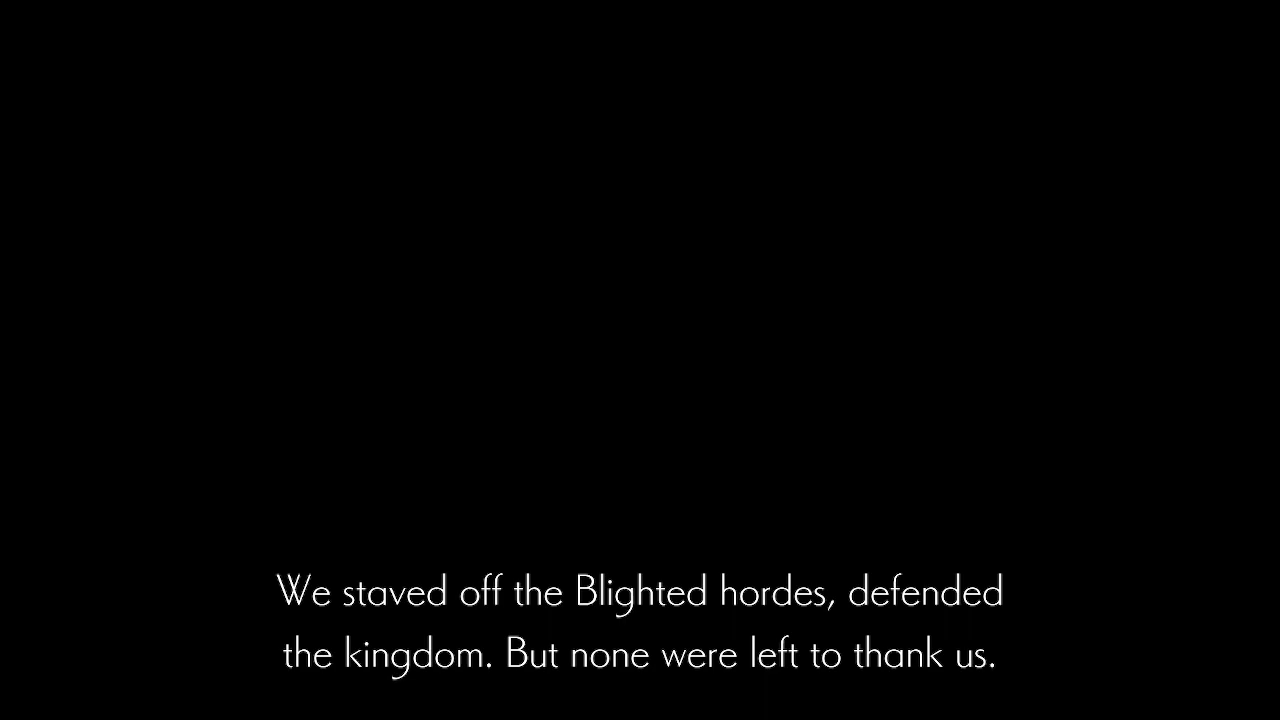 We staved off the Blighted hordes, defended
the kingdom. But none were left to thank us.